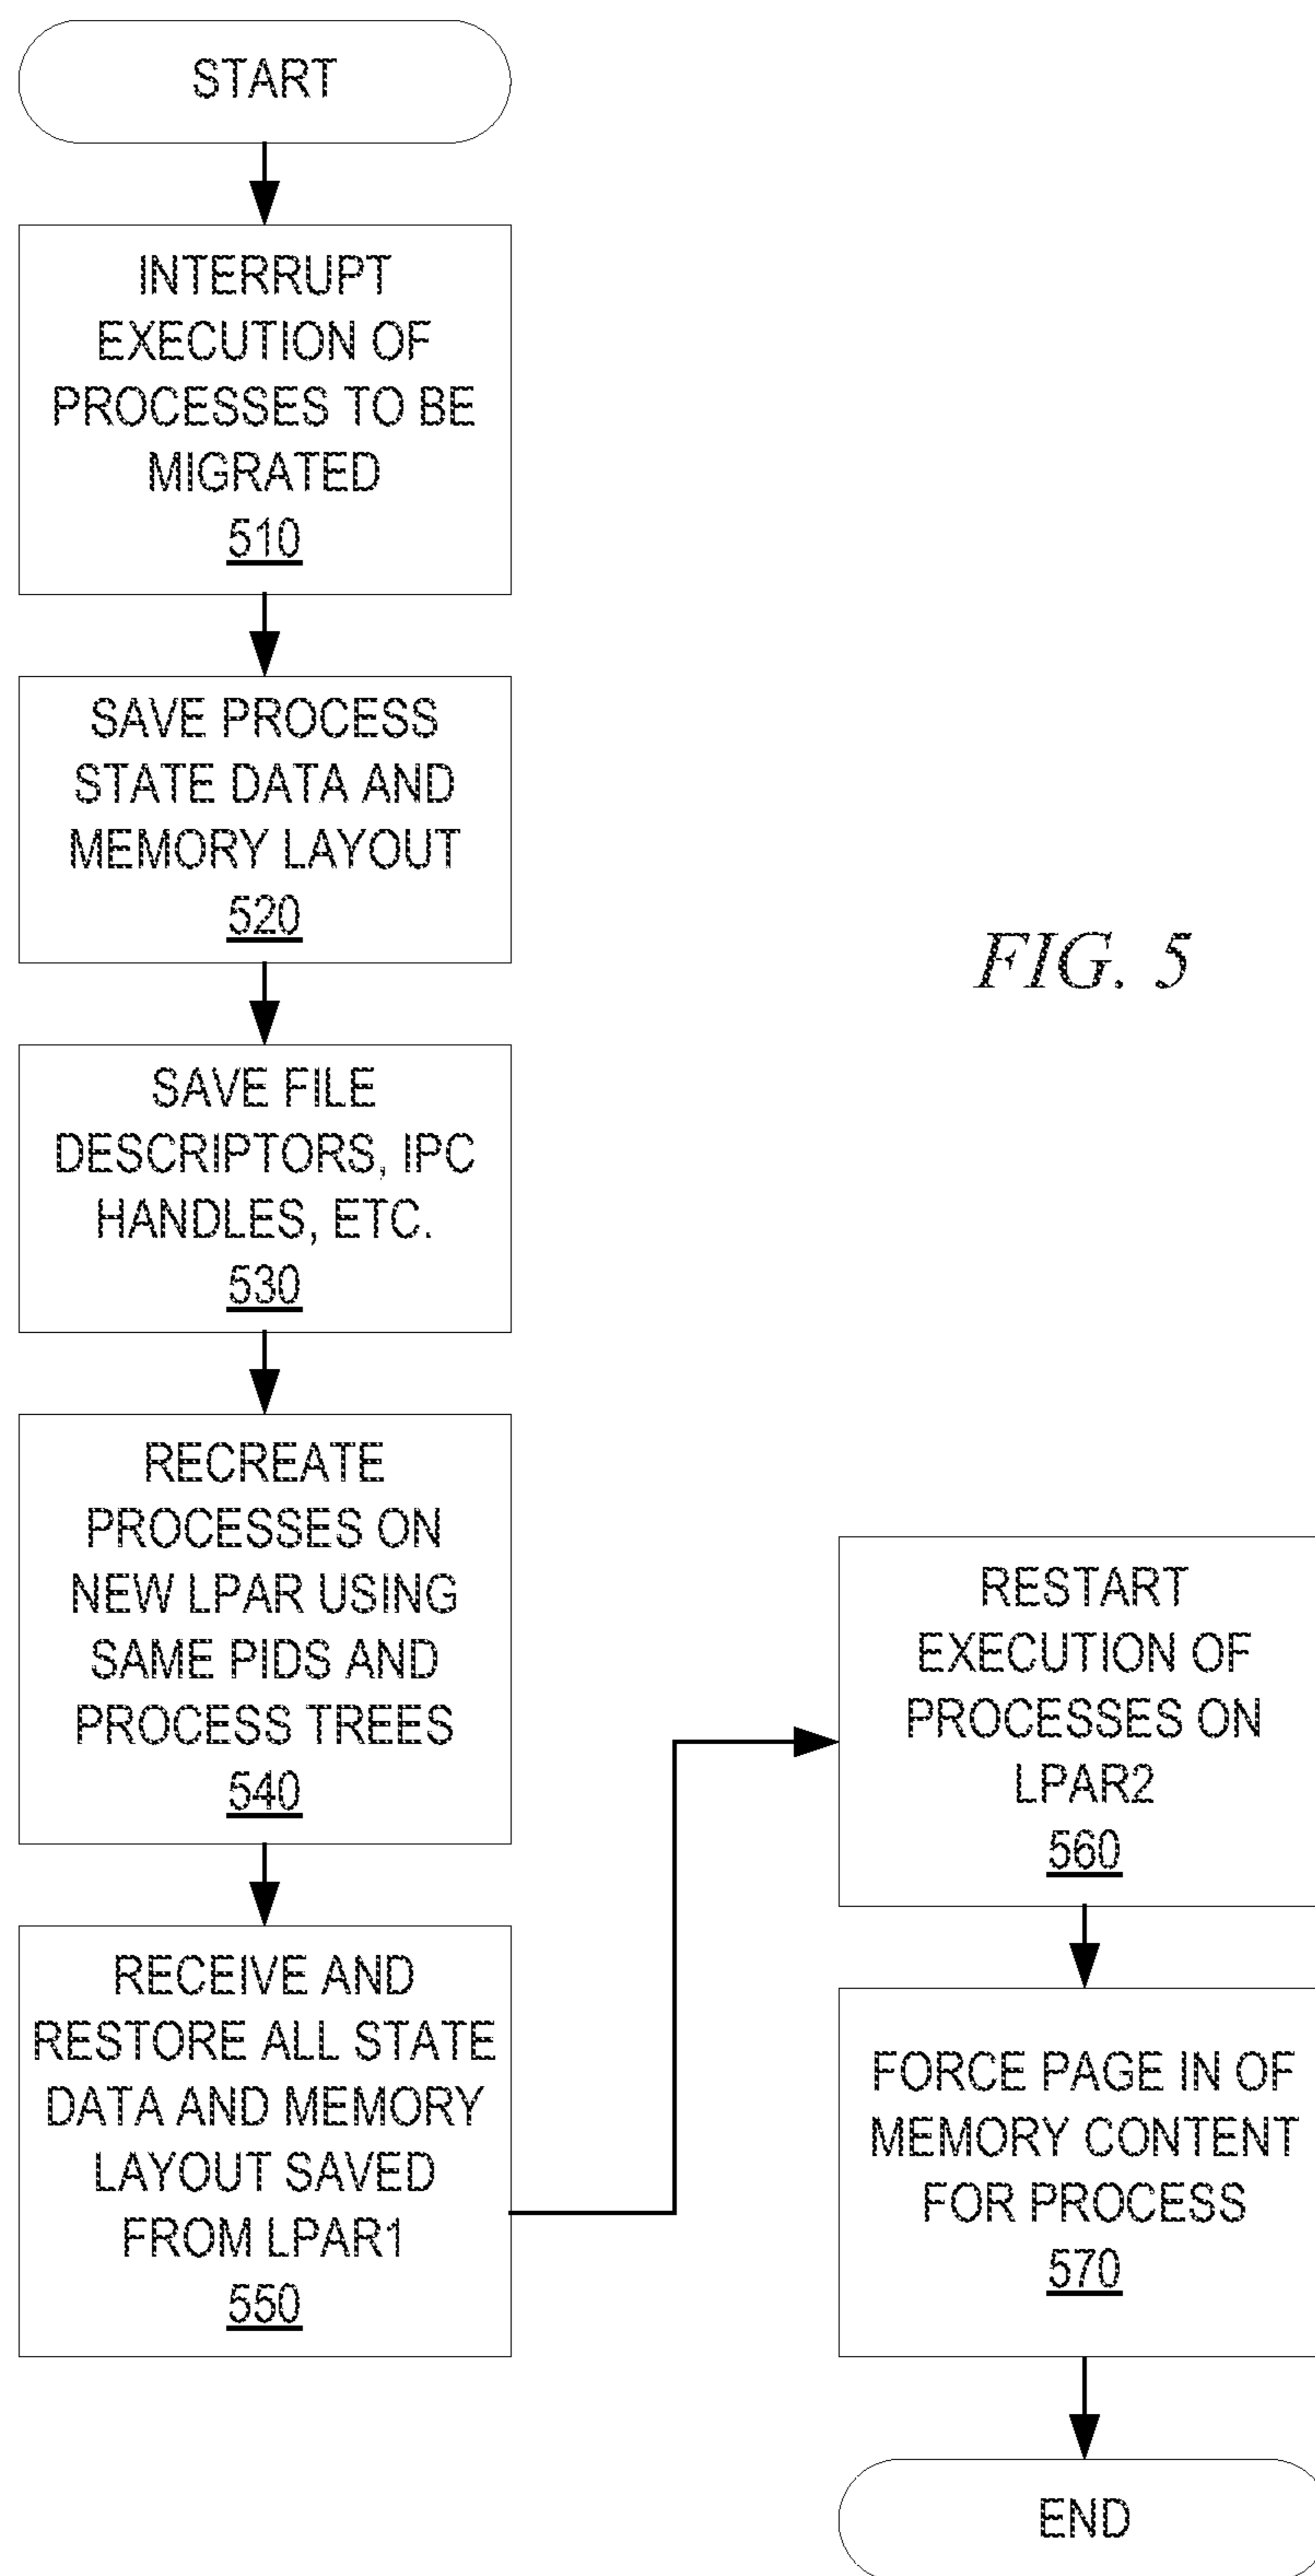 START
INTERRUPT
EXECUTION OF
PROCESSES TO BE
MIGRATED
510
SAVE PROCESS
STATE DATA AND
MEMORY LAYOUT
520
SAVE FILE
DESCRIPTORS, IPC
HANDLES, ETC.
530
RECREATE
PROCESSES ON
NEW LPAR USING
SAME PIDS AND
PROCESS TREES
540
RECEIVE AND
RESTORE ALL STATE
DATA AND MEMORY
LAYOUT SAVED
FROM LPAR1
550
RESTART
EXECUTION OF
PROCESSES ON
LPAR2
560
FORCE PAGE IN OF
MEMORY CONTENT
FOR PROCESS
570
END
FIG. 5